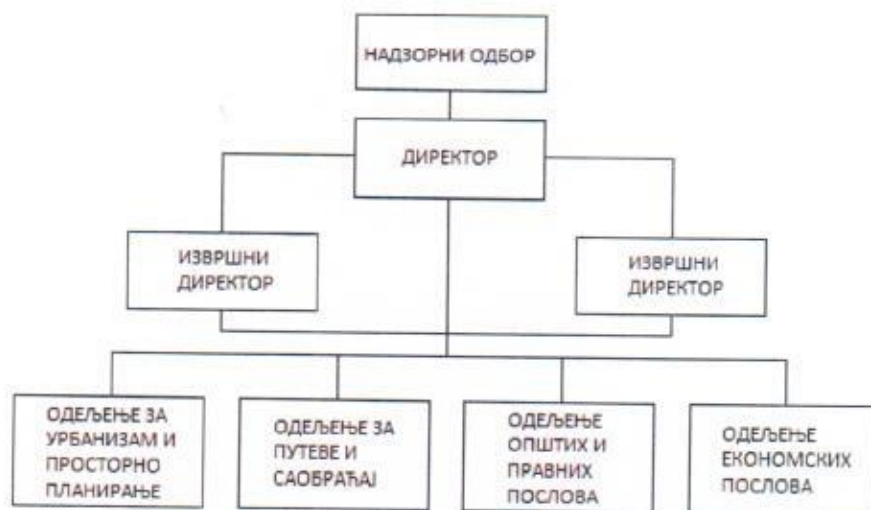 НАДЗОРНИ ОДБОР
ДИРЕКТОР
ИЗВРШНИ
ДИРЕКТОР
ИЗВРШНИ
ДИРЕКТОР
ОДЕЉЕЊЕ ЗА
УРБАНИЗАМ И
ПРОСТОРНО
ПЛАНИРАЊЕ
ОДЕЉЕЊЕ ЗА
ПУТЕВЕ И
САОБРАЋАЈ
ОДЕЉЕЊЕ
ОПШТИХ И
ПРАВНИХ
ПОСЛОВА
ОДЕЉЕЊЕ
ЕКОНОМСКИХ
ПОСЛОВА